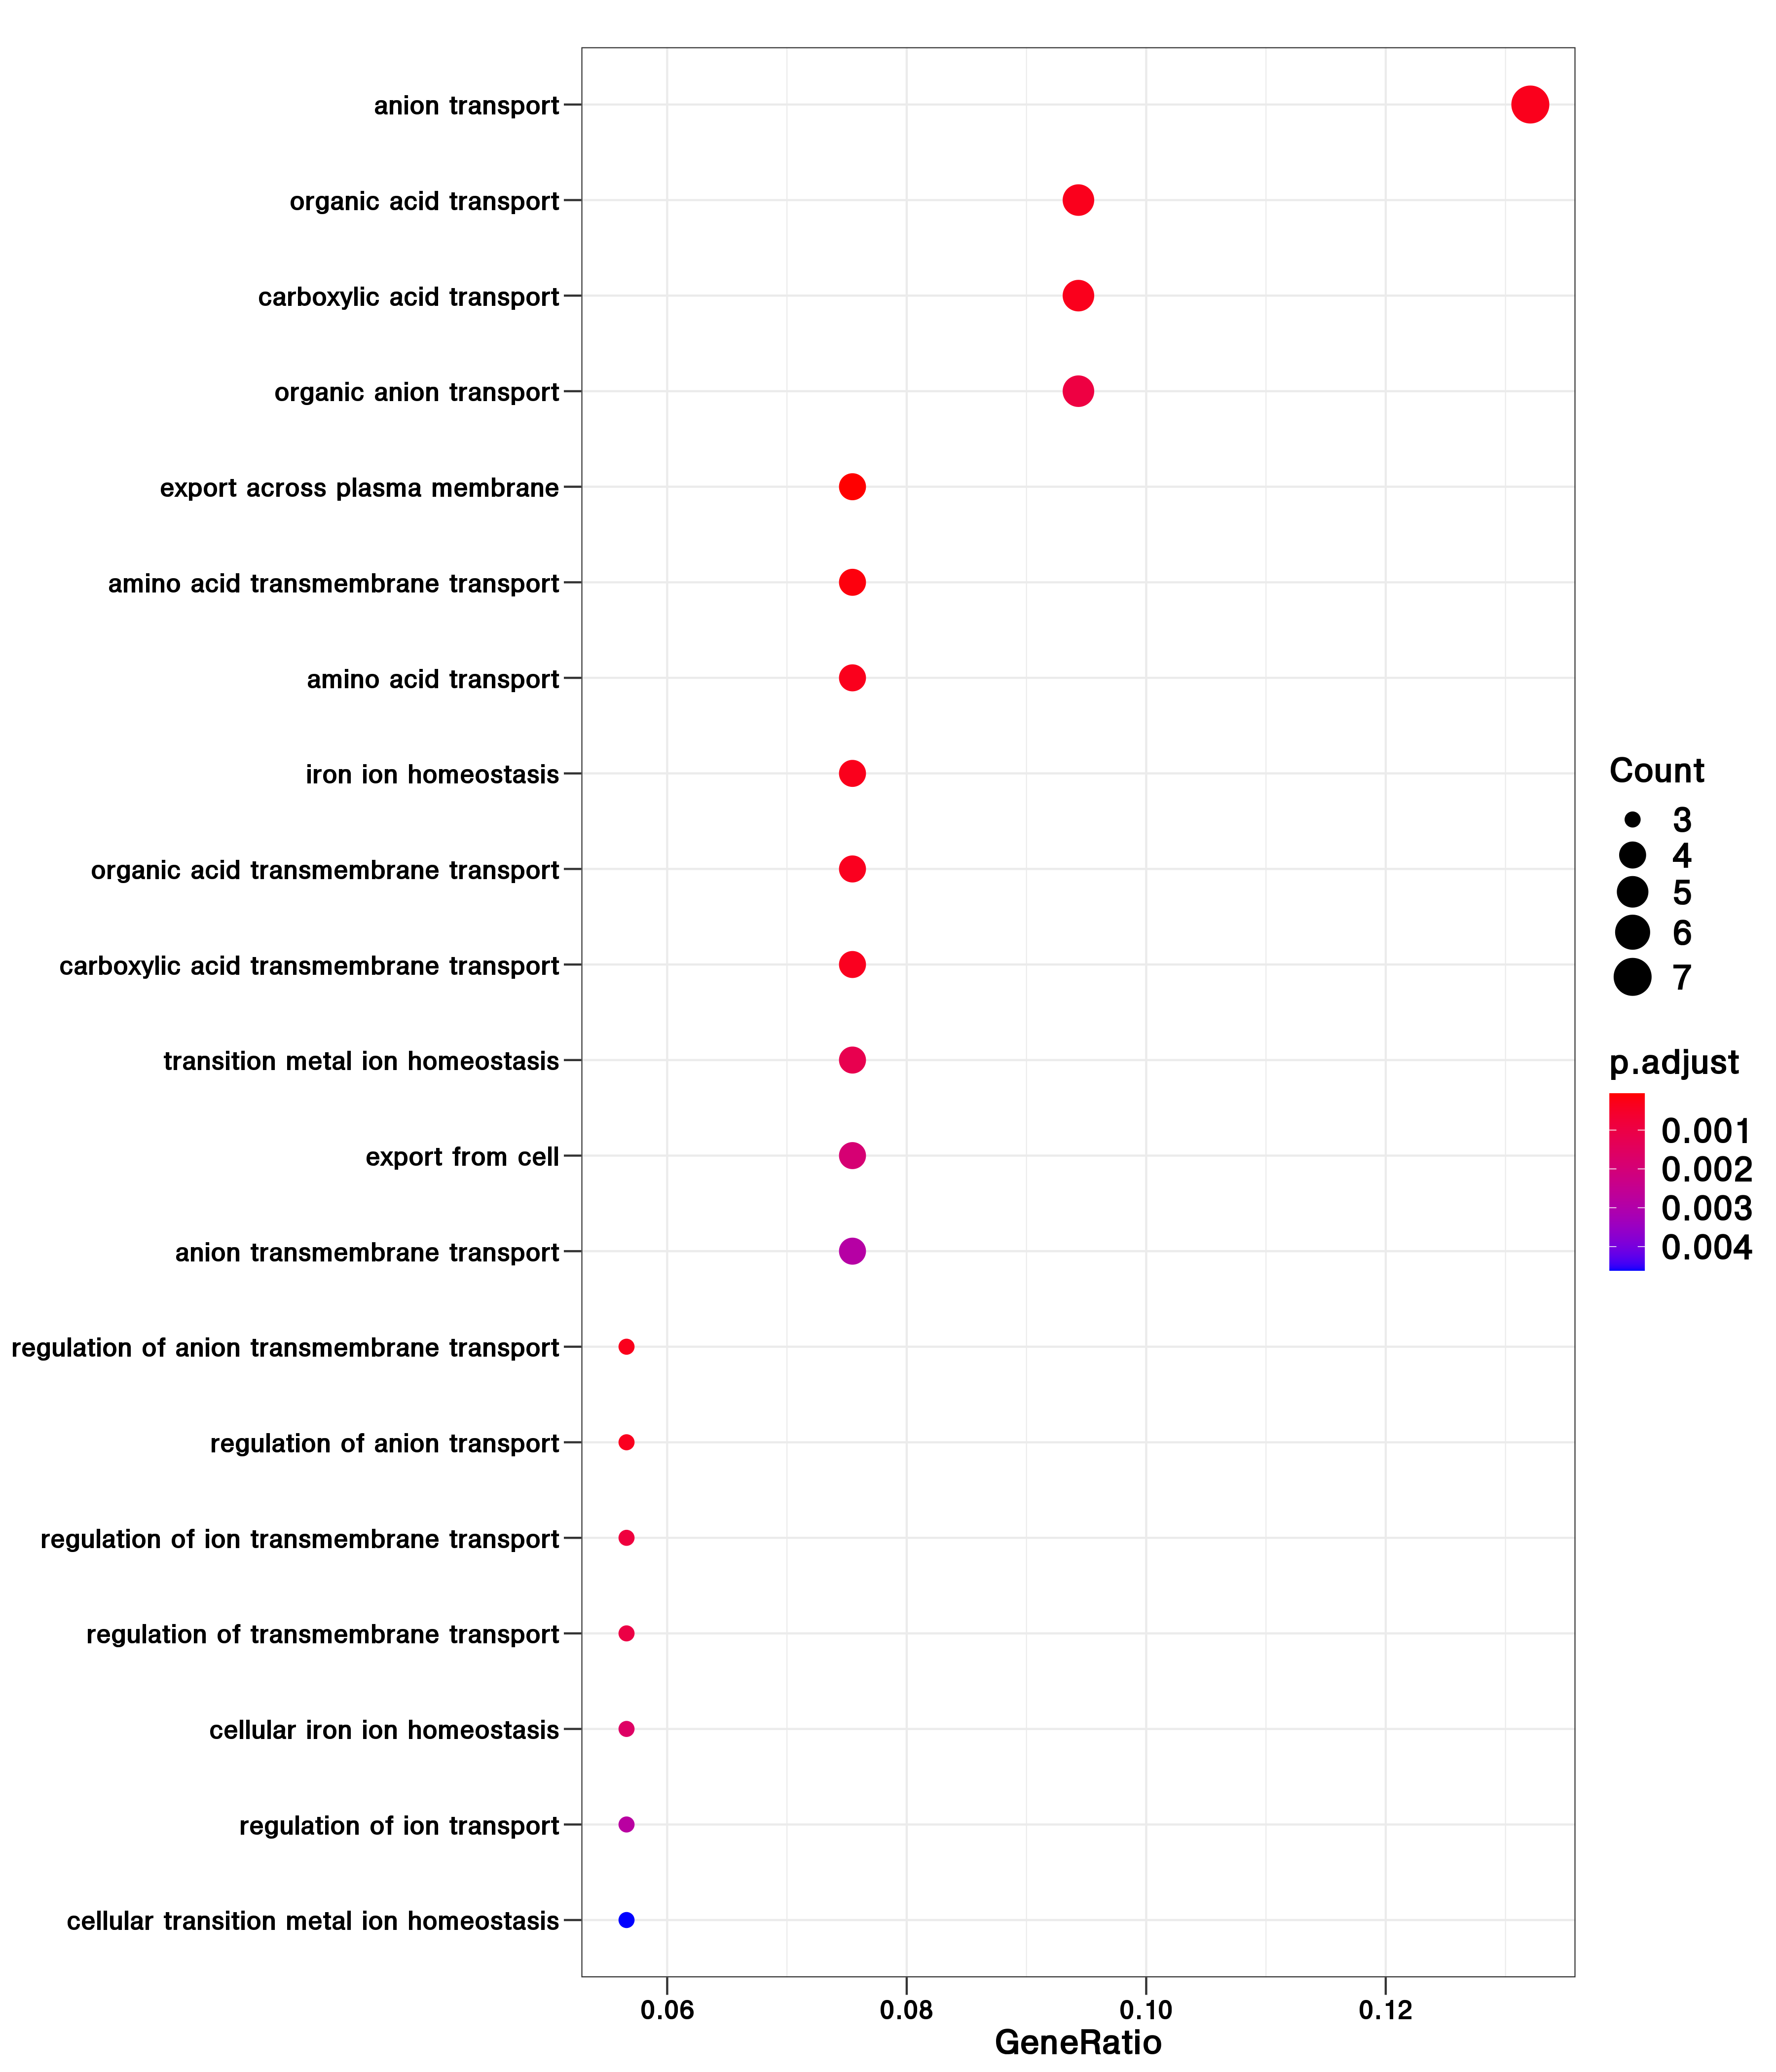 anion transport
organic acid transport
carboxylic acid transport
organic anion transport
export across plasma membrane
amino acid transmembrane transport
amino acid transport
iron ion homeostasis
organic acid transmembrane transport
carboxylic acid transmembrane transport
transition metal ion homeostasis
export from cell
anion transmembrane transport
regulation of anion transmembrane transport
regulation of anion transport
regulation of ion transmembrane transport
regulation of transmembrane transport
cellular iron ion homeostasis
regulation of ion transport
cellular transition metal ion homeostasis
0.06 0.08 0.10 0.12
GeneRatio
Count
3
4
5
6
7
p.adjust
0.001
0.002
0.003
0.004